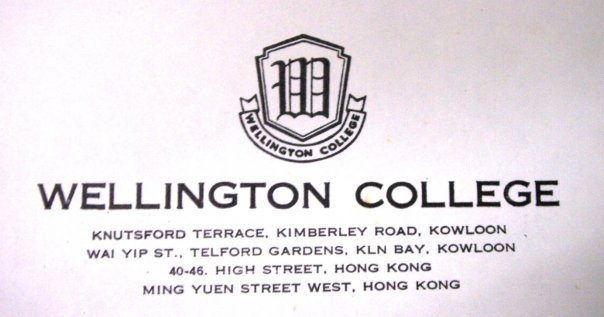 W
WELLINGTON COLLEGE
WELLINGTON COLLEGE
KNUTSFORD TERRACE, KIMBERLEY ROAD, KOWLOON
WAI YIP ST., TELFORD GARDENS, KLN BAY, KOWLOON
40-46. HIGH STREET, HONG KONG
MING YUEN STREET WEST, HONG KONG